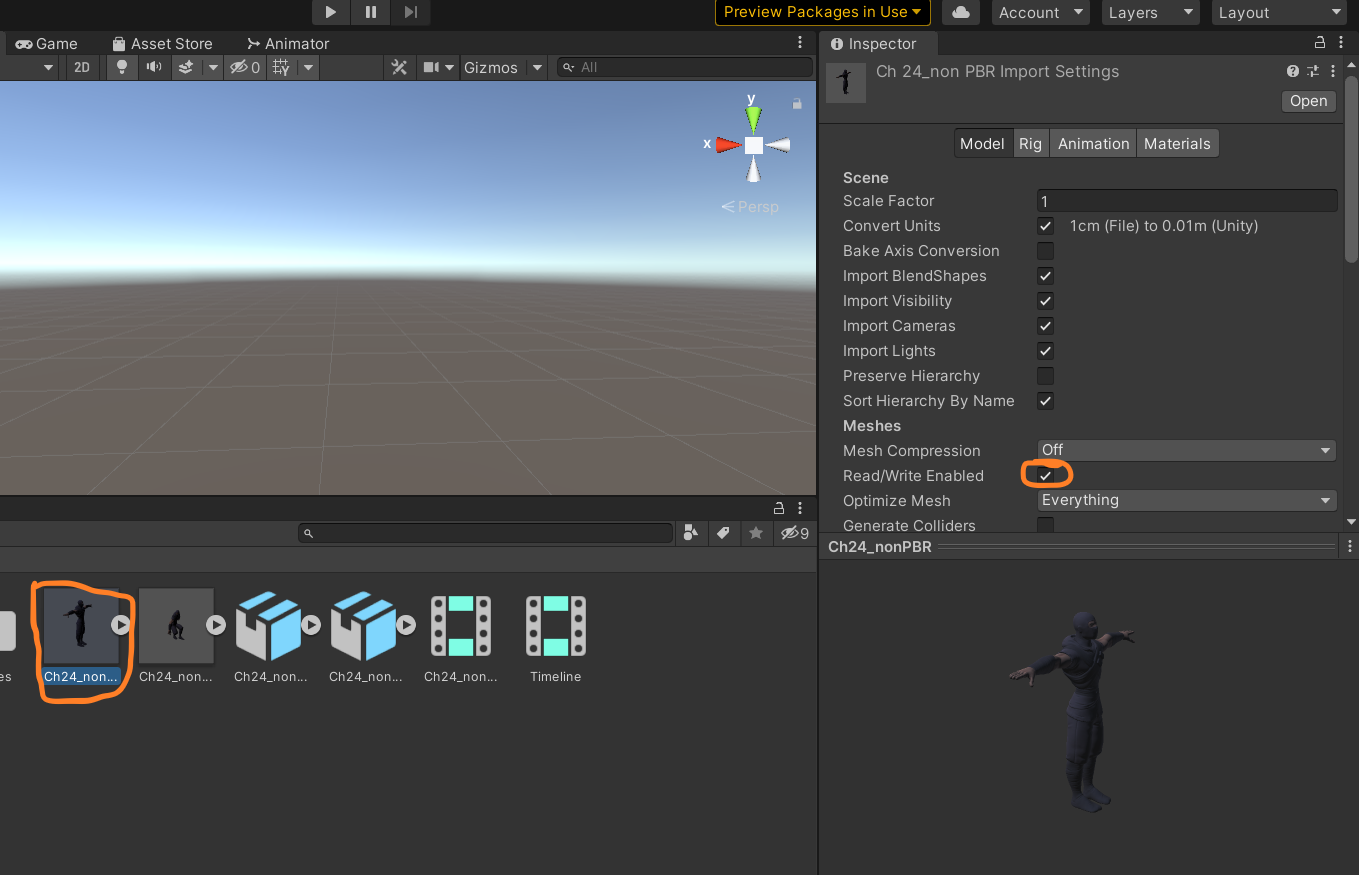 Preview Packages in Use
Account
Layers
Layout
Game
Asset Store
Animator
Inspector
2D
0
Gizmos
All
Ch 24_non PBR Import Settings
Open
y
x
Persp
Model
Rig
Animation
Materials
Scene
Scale Factor
1
Convert Units
1cm (File) to 0.01m (Unity)
Bake Axis Conversion
Import BlendShapes
Import Visibility
Import Cameras
Import Lights
Preserve Hierarchy
Sort Hierarchy By Name
Meshes
Mesh Compression
Off
Read/Write Enabled
Optimize Mesh
Everything
Generate Colliders
9
Ch24_nonPBR
es
Ch24_non...
Ch24_non...
Ch24_non...
Ch24_non...
Ch24_non...
Timeline